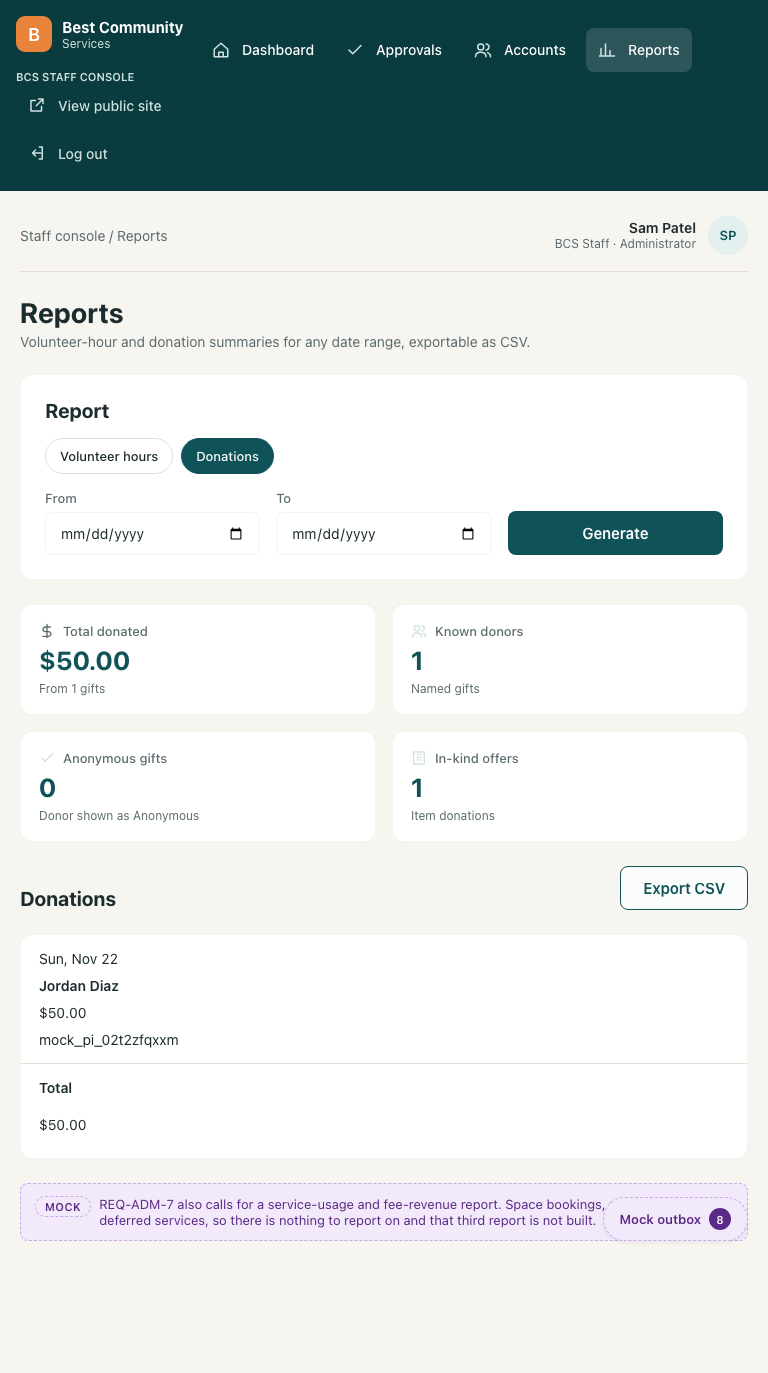 B
Best Community
Services
Dashboard
Approvals
Accounts
Reports
BCS STAFF CONSOLE
View public site
Log out
Staff console / Reports
Sam Patel
BCS Staff · Administrator
SP
Reports
Volunteer-hour and donation summaries for any date range, exportable as CSV.
Report
Volunteer hours
Donations
From
To
mm/dd/yyyy
mm/dd/yyyy
Generate
Total donated
$50.00
From 1 gifts
Known donors
1
Named gifts
Anonymous gifts
0
Donor shown as Anonymous
In-kind offers
1
Item donations
Donations
Export CSV
Sun, Nov 22
Jordan Diaz
$50.00
mock_pi_02t2zfqxxm
Total
$50.00
MOCK
REQ-ADM-7 also calls for a service-usage and fee-revenue report. Space bookings,
deferred services, so there is nothing to report on and that third report is not built.
Mock outbox
8